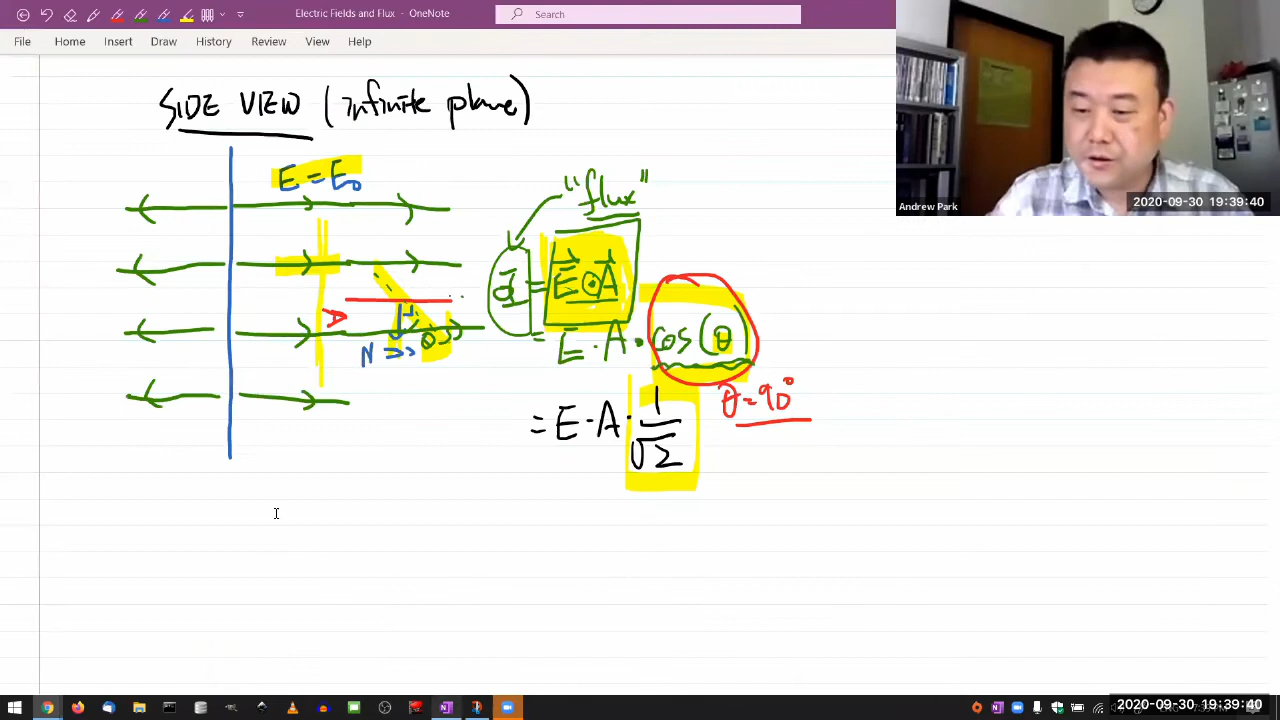 Electric Fields and Flux - OneNote
Search
File Home Insert Draw History Review View Help
SIDE VIEW (infinite plane)
E = E₀
"flux"
Φ = E⃗ ⊙ A⃗
= E · A · cos(θ)
A
N
θ = 90°
= E · A · 1/√2
Andrew Park
2020-09-30 19:39:40
2020-09-30 19:39:40